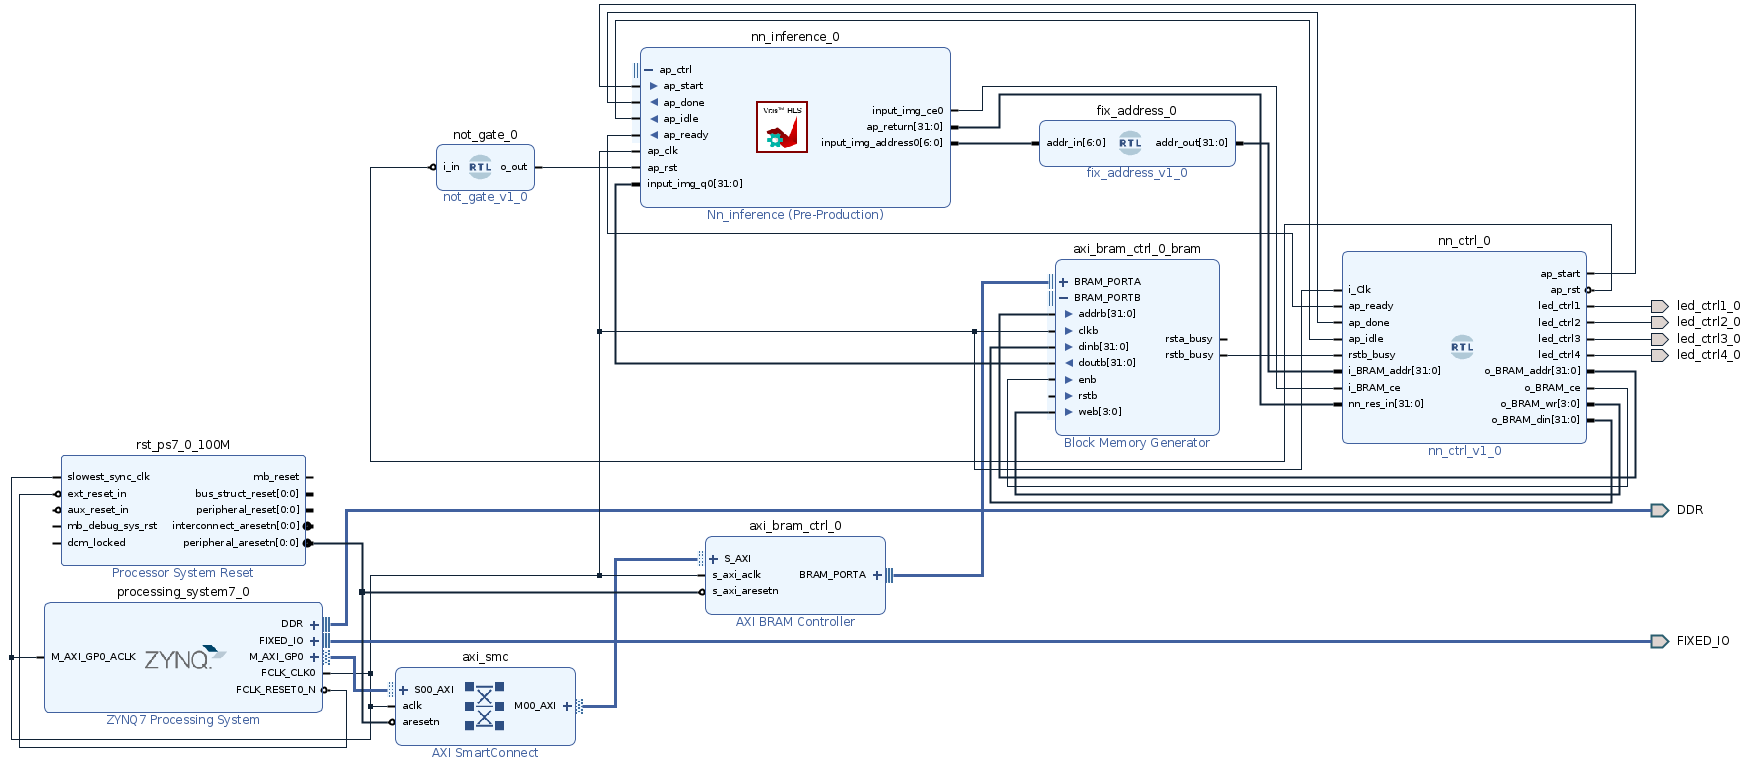 nn_inference_0
ap_ctrl
ap_start
ap_done
ap_idle
ap_ready
ap_clk
ap_rst
input_img_q0[31:0]
Vitis™ HLS
input_img_ce0
ap_return[31:0]
input_img_address0[6:0]
Nn_inference (Pre-Production)
fix_address_0
addr_in[6:0]
RTL
addr_out[31:0]
fix_address_v1_0
not_gate_0
i_in
RTL
o_out
not_gate_v1_0
axi_bram_ctrl_0_bram
BRAM_PORTA
BRAM_PORTB
addrb[31:0]
clkb
dinb[31:0]
doutb[31:0]
enb
rstb
web[3:0]
rsta_busy
rstb_busy
Block Memory Generator
nn_ctrl_0
i_Clk
ap_ready
ap_done
ap_idle
rstb_busy
i_BRAM_addr[31:0]
i_BRAM_ce
nn_res_in[31:0]
RTL
ap_start
ap_rst
led_ctrl1
led_ctrl2
led_ctrl3
led_ctrl4
o_BRAM_addr[31:0]
o_BRAM_ce
o_BRAM_wr[3:0]
o_BRAM_din[31:0]
nn_ctrl_v1_0
led_ctrl1_0
led_ctrl2_0
led_ctrl3_0
led_ctrl4_0
rst_ps7_0_100M
slowest_sync_clk
ext_reset_in
aux_reset_in
mb_debug_sys_rst
dcm_locked
mb_reset
bus_struct_reset[0:0]
peripheral_reset[0:0]
interconnect_aresetn[0:0]
peripheral_aresetn[0:0]
Processor System Reset
DDR
axi_bram_ctrl_0
S_AXI
s_axi_aclk
s_axi_aresetn
BRAM_PORTA
AXI BRAM Controller
processing_system7_0
M_AXI_GP0_ACLK
ZYNQ.
DDR
FIXED_IO
M_AXI_GP0
FCLK_CLK0
FCLK_RESET0_N
ZYNQ7 Processing System
FIXED_IO
axi_smc
S00_AXI
aclk
aresetn
M00_AXI
AXI SmartConnect